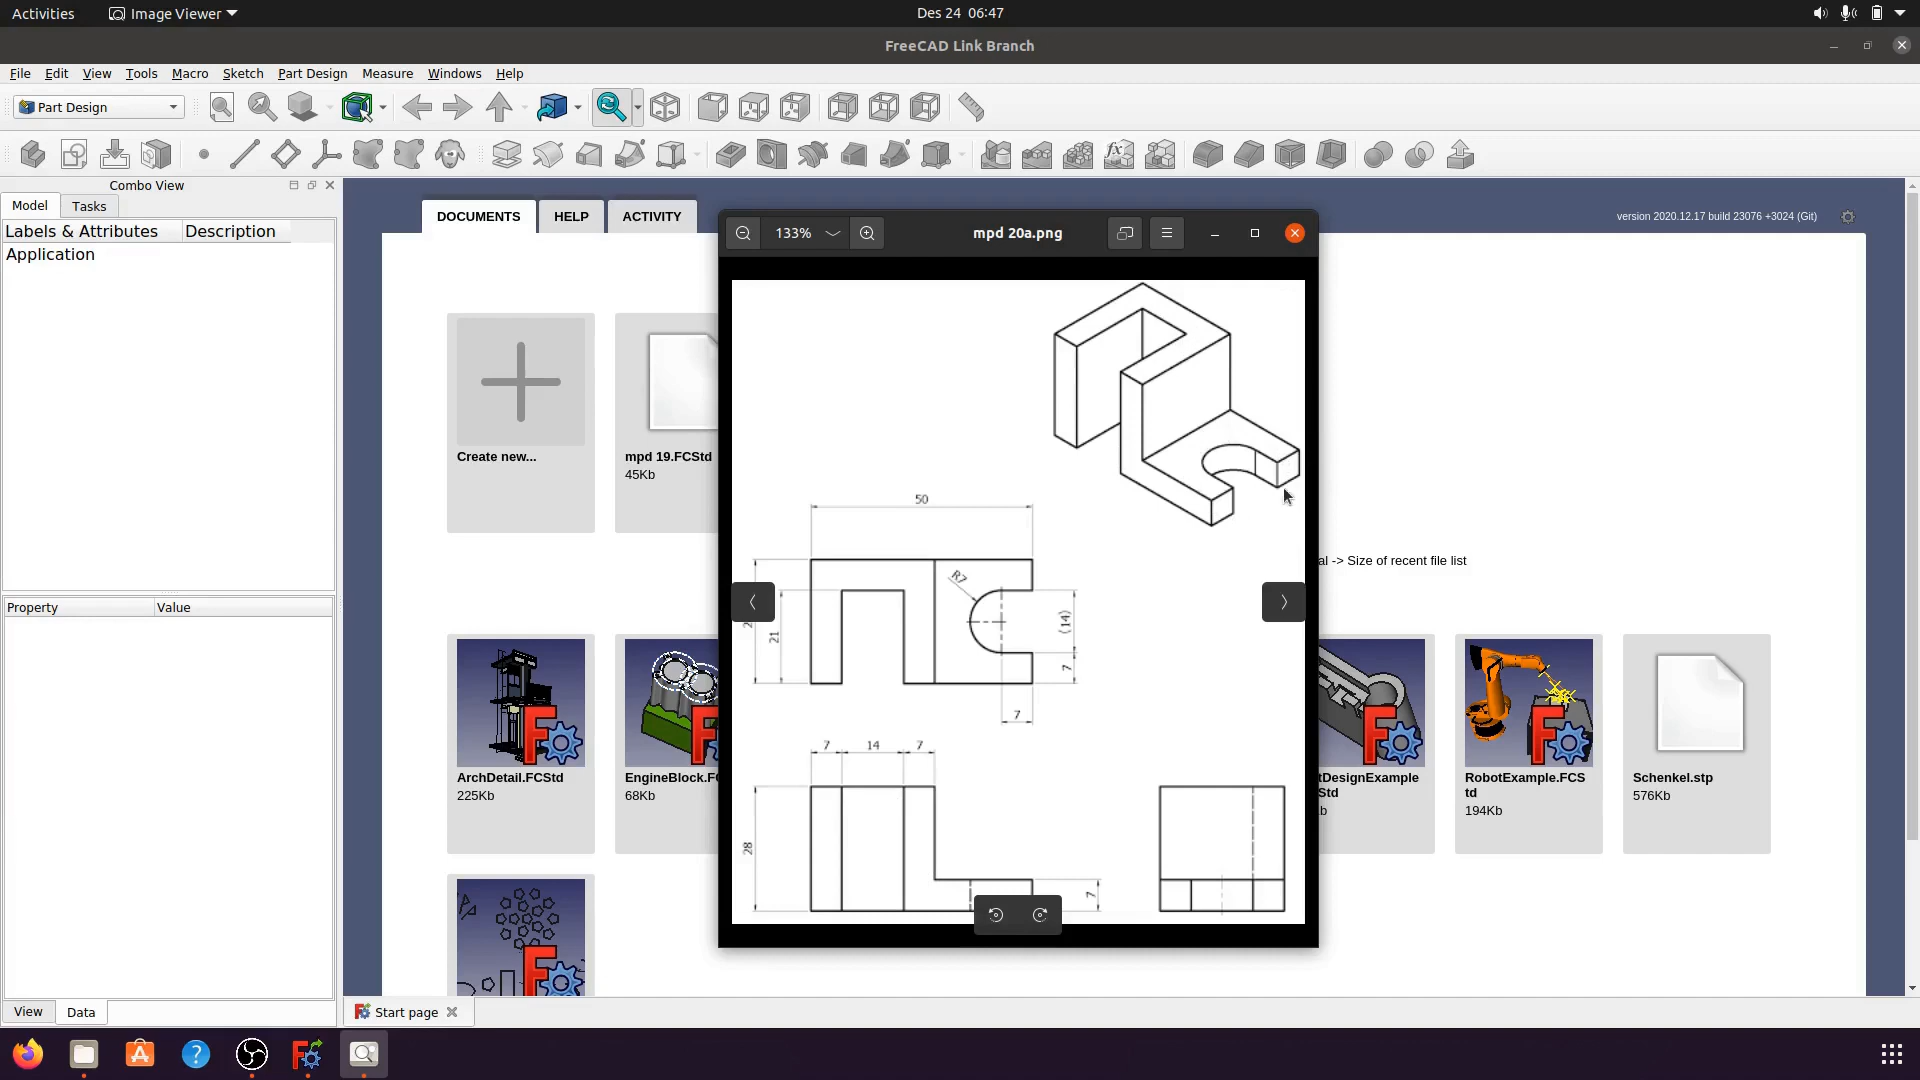 Activities
Image Viewer
Des 24 06:47
FreeCAD Link Branch
File Edit View Tools Macro Sketch Part Design Measure Windows Help
Part Design
Combo View
Model Tasks
Labels & Attributes Description
Application
Property Value
View Data
DOCUMENTS HELP ACTIVITY
version 2020.12.17 build 23076 +3024 (Git)
Create new...
mpd 19.FCStd
45Kb
-> Size of recent file list
ArchDetail.FCStd
225Kb
68Kb
RobotExample.FCS
td
194Kb
Schenkel.stp
576Kb
133%
mpd 20a.png
50
R7
21
(14)
7
7
7 14 7
28
7
Start page